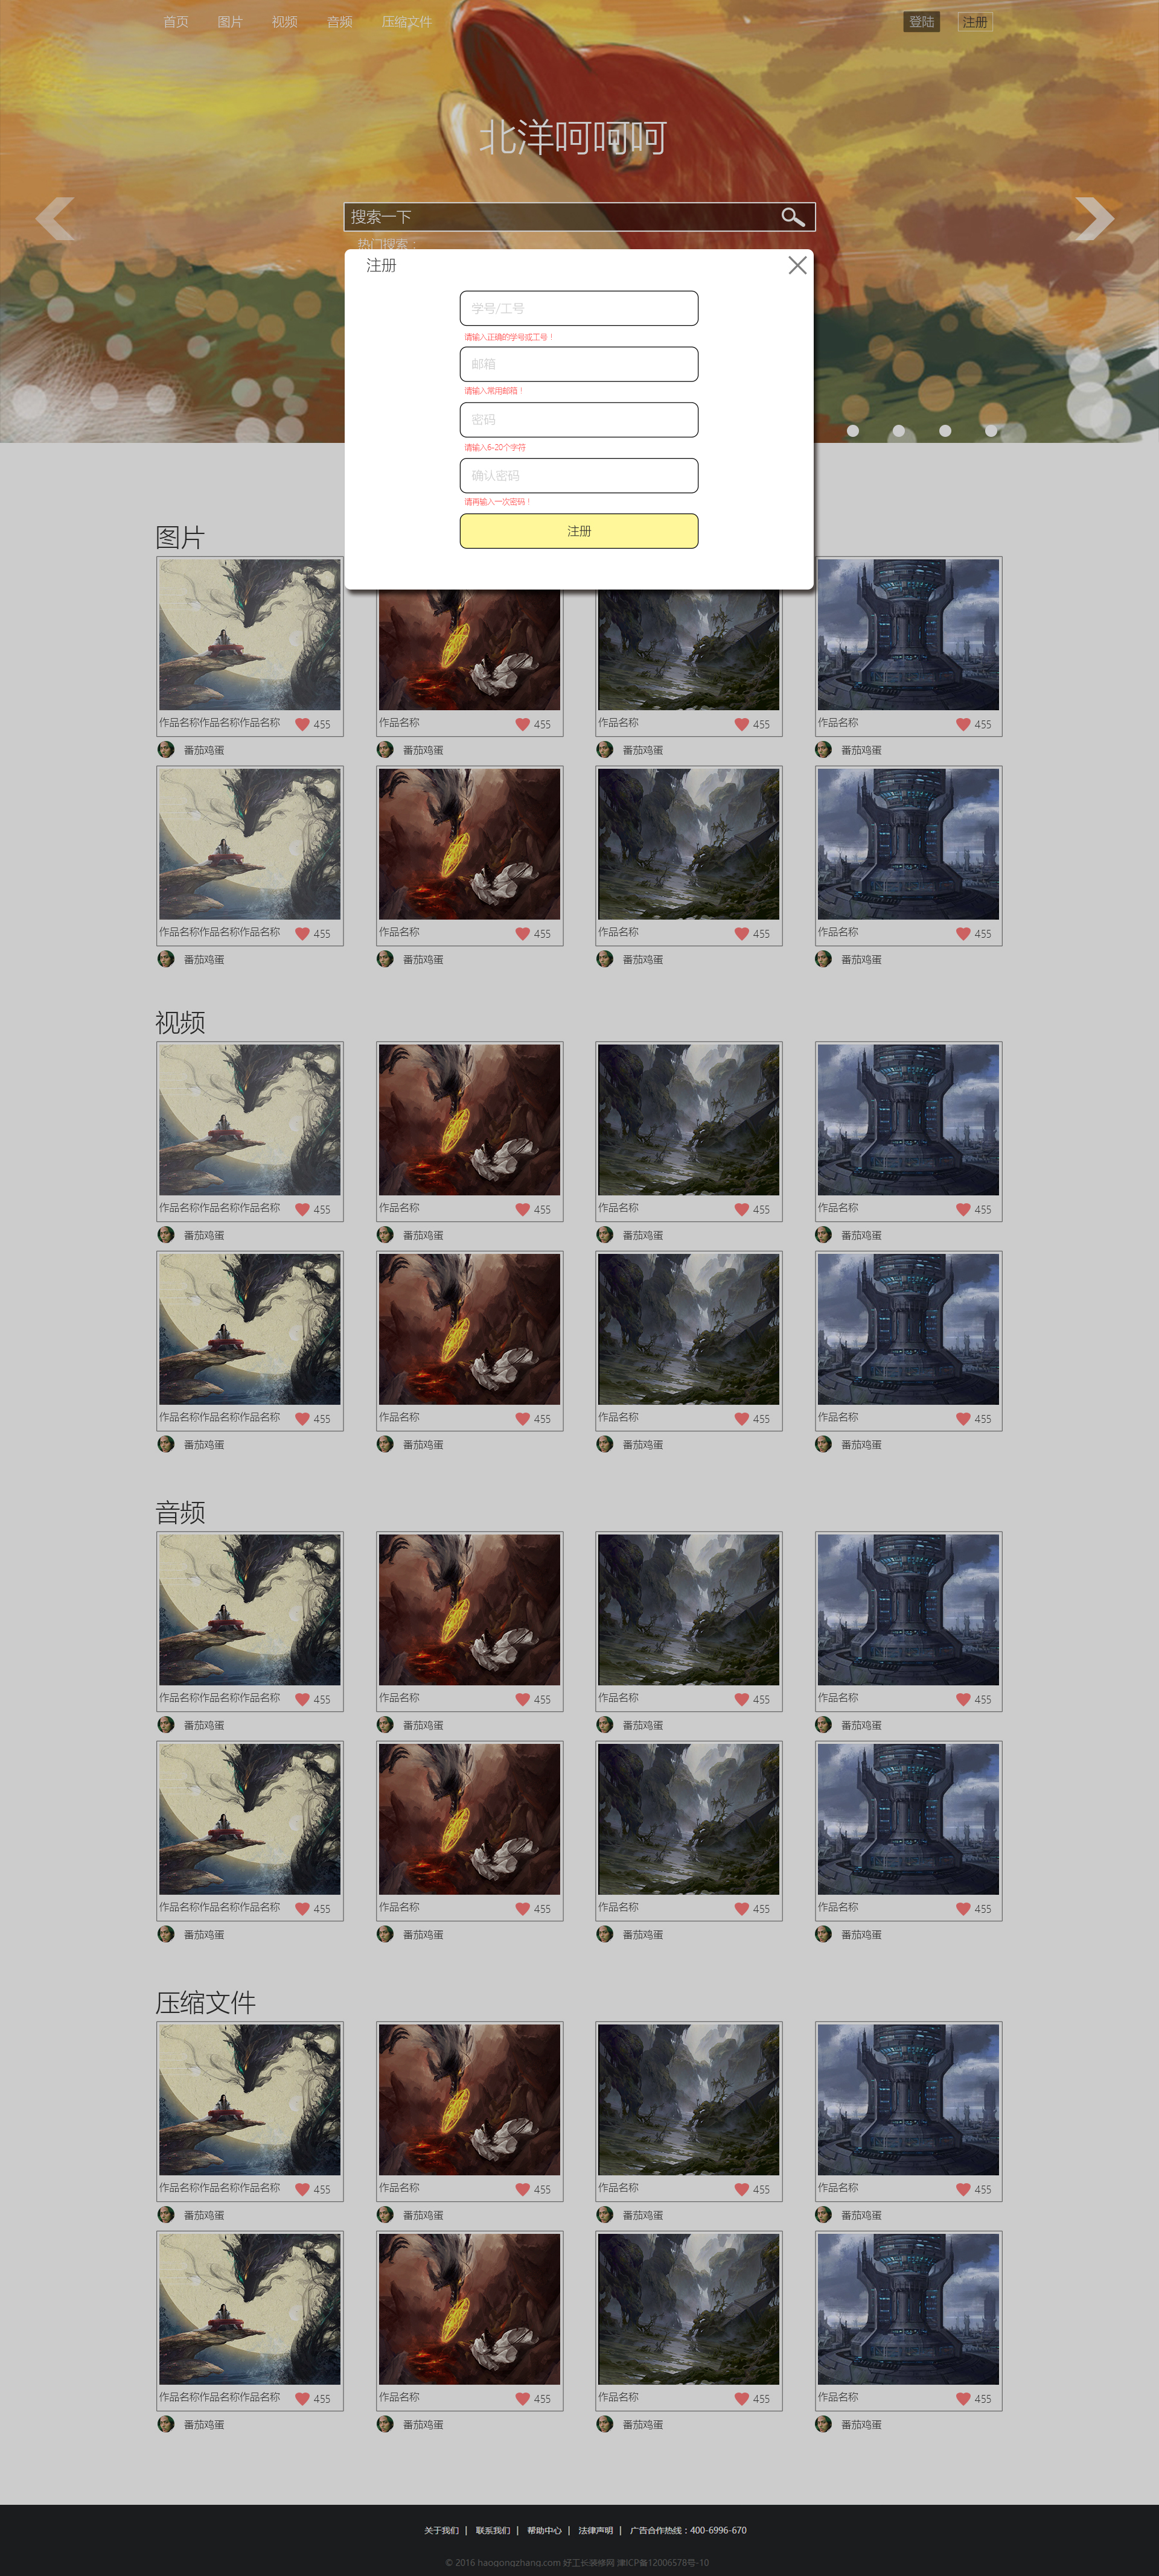 首页 图片 视频 音频 压缩文件 登陆 注册
北洋呵呵呵
搜索一下
热门搜索：
注册
学号/工号
请输入正确的学号或工号！
邮箱
请输入常用邮箱！
密码
请输入6-20个字符
确认密码
请再输入一次密码！
注册
图片
作品名称作品名称作品名称 455 作品名称 455 作品名称 455 作品名称 455
番茄鸡蛋 番茄鸡蛋 番茄鸡蛋 番茄鸡蛋
作品名称作品名称作品名称 455 作品名称 455 作品名称 455 作品名称 455
番茄鸡蛋 番茄鸡蛋 番茄鸡蛋 番茄鸡蛋
视频
作品名称作品名称作品名称 455 作品名称 455 作品名称 455 作品名称 455
番茄鸡蛋 番茄鸡蛋 番茄鸡蛋 番茄鸡蛋
作品名称作品名称作品名称 455 作品名称 455 作品名称 455 作品名称 455
番茄鸡蛋 番茄鸡蛋 番茄鸡蛋 番茄鸡蛋
音频
作品名称作品名称作品名称 455 作品名称 455 作品名称 455 作品名称 455
番茄鸡蛋 番茄鸡蛋 番茄鸡蛋 番茄鸡蛋
作品名称作品名称作品名称 455 作品名称 455 作品名称 455 作品名称 455
番茄鸡蛋 番茄鸡蛋 番茄鸡蛋 番茄鸡蛋
压缩文件
作品名称作品名称作品名称 455 作品名称 455 作品名称 455 作品名称 455
番茄鸡蛋 番茄鸡蛋 番茄鸡蛋 番茄鸡蛋
作品名称作品名称作品名称 455 作品名称 455 作品名称 455 作品名称 455
番茄鸡蛋 番茄鸡蛋 番茄鸡蛋 番茄鸡蛋
关于我们 | 联系我们 | 帮助中心 | 法律声明 | 广告合作热线：400-6996-670
© 2016 haogongzhang.com 好工长装修网 津ICP备12006578号-10